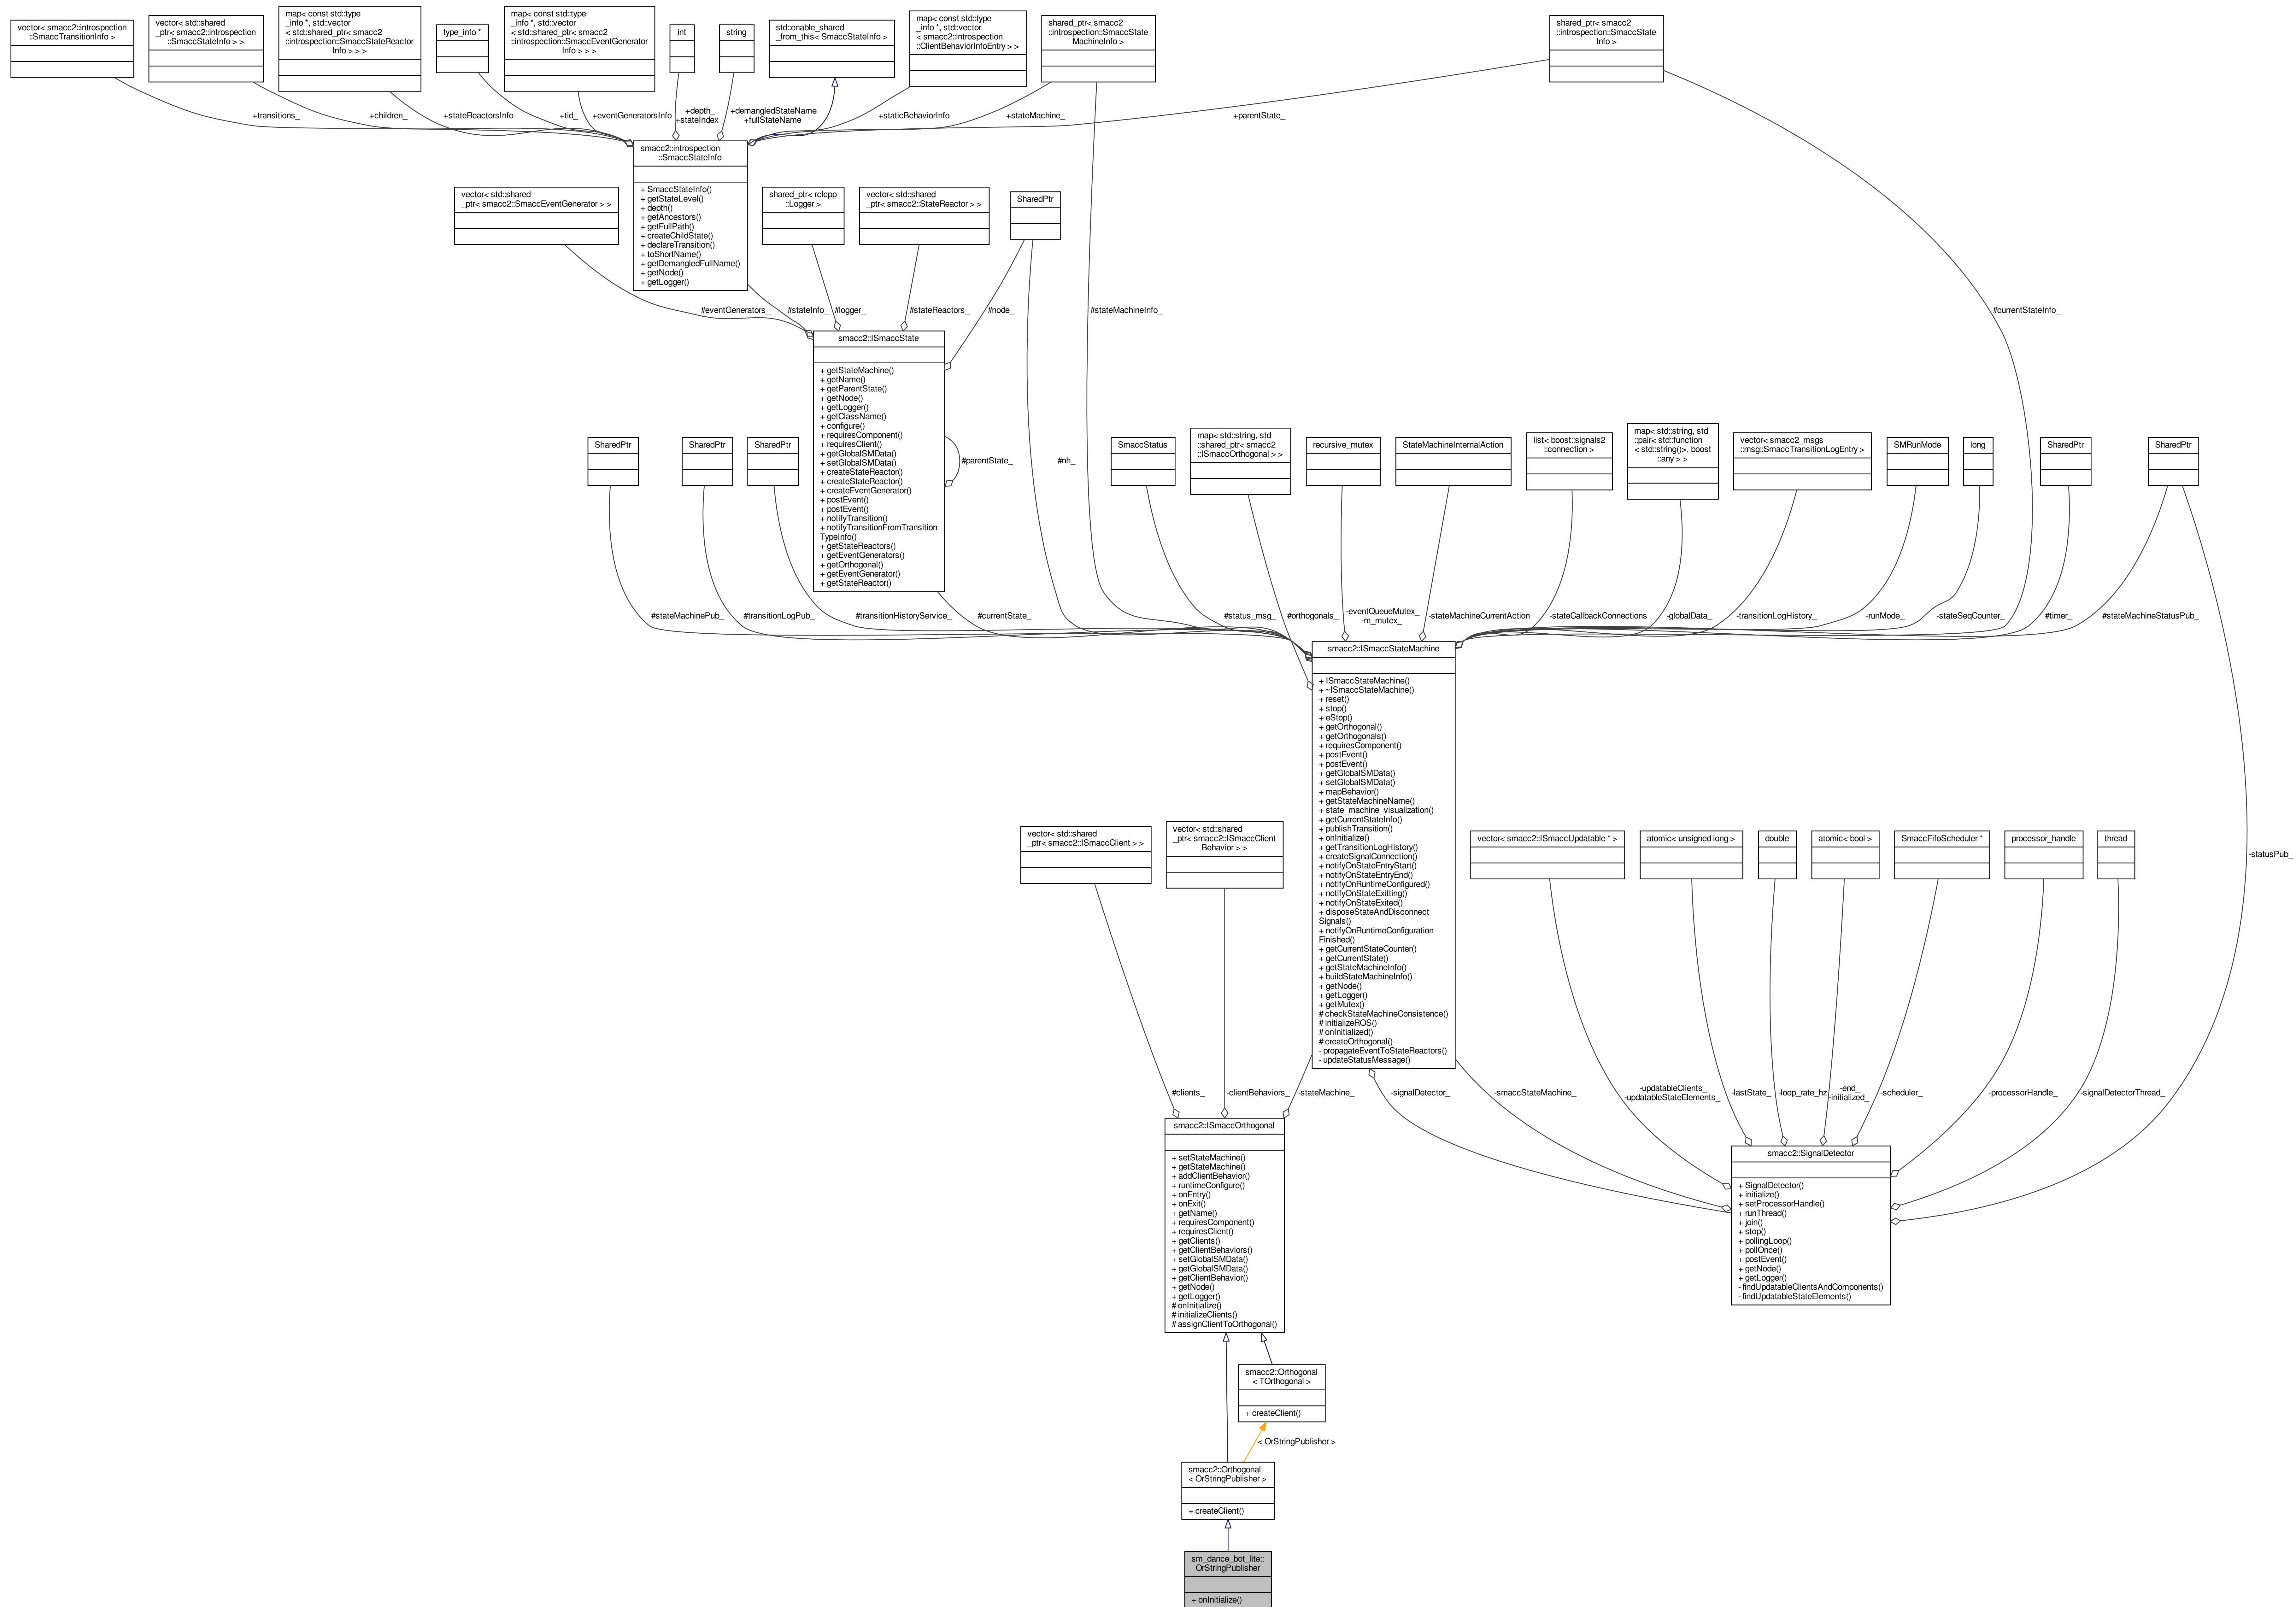 vector< smacc2::introspection
::SmaccTransitionInfo >
vector< std::shared
_ptr< smacc2::introspection
::SmaccStateInfo > >
map< const std::type
_info *, std::vector
< std::shared_ptr< smacc2
::introspection::SmaccStateReactor
Info > > >
type_info *
map< const std::type
_info *, std::vector
< std::shared_ptr< smacc2
::introspection::SmaccEventGenerator
Info > > >
int
string
std::enable_shared
_from_this< SmaccStateInfo >
map< const std::type
_info *, std::vector
< smacc2::introspection
::ClientBehaviorInfoEntry > >
shared_ptr< smacc2
::introspection::SmaccState
MachineInfo >
shared_ptr< smacc2
::introspection::SmaccState
Info >
+transitions_
+children_
+stateReactorsInfo
+tid_
+eventGeneratorsInfo
+depth_
+stateIndex_
+demangledStateName
+fullStateName
+staticBehaviorInfo
+stateMachine_
+parentState_
smacc2::introspection
::SmaccStateInfo
+ SmaccStateInfo()
+ getStateLevel()
+ depth()
+ getAncestors()
+ getFullPath()
+ createChildState()
+ declareTransition()
+ toShortName()
+ getDemangledFullName()
+ getNode()
+ getLogger()
vector< std::shared
_ptr< smacc2::SmaccEventGenerator > >
shared_ptr< rclcpp
::Logger >
vector< std::shared
_ptr< smacc2::StateReactor > >
SharedPtr
#eventGenerators_
#stateInfo_
#logger_
#stateReactors_
#node_
#stateMachineInfo_
#currentStateInfo_
smacc2::ISmaccState
+ getStateMachine()
+ getName()
+ getParentState()
+ getNode()
+ getLogger()
+ getClassName()
+ configure()
+ requiresComponent()
+ requiresClient()
+ getGlobalSMData()
+ setGlobalSMData()
+ createStateReactor()
+ createStateReactor()
+ createEventGenerator()
+ postEvent()
+ postEvent()
+ notifyTransition()
+ notifyTransitionFromTransition
TypeInfo()
+ getStateReactors()
+ getEventGenerators()
+ getOrthogonal()
+ getEventGenerator()
+ getStateReactor()
#parentState_
#nh_
SharedPtr
SharedPtr
SharedPtr
SmaccStatus
map< std::string, std
::shared_ptr< smacc2
::ISmaccOrthogonal > >
recursive_mutex
StateMachineInternalAction
list< boost::signals2
::connection >
map< std::string, std
::pair< std::function
< std::string()>, boost
::any > >
vector< smacc2_msgs
::msg::SmaccTransitionLogEntry >
SMRunMode
long
SharedPtr
SharedPtr
#stateMachinePub_
#transitionLogPub_
#transitionHistoryService_
#currentState_
#status_msg_
#orthogonals_
-eventQueueMutex_
-m_mutex_
-stateMachineCurrentAction
-stateCallbackConnections
-globalData_
-transitionLogHistory_
-runMode_
-stateSeqCounter_
#timer_
#stateMachineStatusPub_
smacc2::ISmaccStateMachine
+ ISmaccStateMachine()
+ ~ISmaccStateMachine()
+ reset()
+ stop()
+ eStop()
+ getOrthogonal()
+ getOrthogonals()
+ requiresComponent()
+ postEvent()
+ postEvent()
+ getGlobalSMData()
+ setGlobalSMData()
+ mapBehavior()
+ getStateMachineName()
+ state_machine_visualization()
+ getCurrentStateInfo()
+ publishTransition()
+ onInitialize()
+ getTransitionLogHistory()
+ createSignalConnection()
+ notifyOnStateEntryStart()
+ notifyOnStateEntryEnd()
+ notifyOnRuntimeConfigured()
+ notifyOnStateExitting()
+ notifyOnStateExited()
+ disposeStateAndDisconnect
Signals()
+ notifyOnRuntimeConfiguration
Finished()
+ getCurrentStateCounter()
+ getCurrentState()
+ getStateMachineInfo()
+ buildStateMachineInfo()
+ getNode()
+ getLogger()
+ getMutex()
# checkStateMachineConsistence()
# initializeROS()
# onInitialized()
# createOrthogonal()
- propagateEventToStateReactors()
- updateStatusMessage()
vector< std::shared
_ptr< smacc2::ISmaccClient > >
vector< std::shared
_ptr< smacc2::ISmaccClient
Behavior > >
vector< smacc2::ISmaccUpdatable * >
atomic< unsigned long >
double
atomic< bool >
SmaccFifoScheduler *
processor_handle
thread
-statusPub_
#clients_
-clientBehaviors_
-stateMachine_
-signalDetector_
-smaccStateMachine_
-updatableClients_
-updatableStateElements_
-lastState_
-loop_rate_hz
-end_
-initialized_
-scheduler_
-processorHandle_
-signalDetectorThread_
smacc2::ISmaccOrthogonal
+ setStateMachine()
+ getStateMachine()
+ addClientBehavior()
+ runtimeConfigure()
+ onEntry()
+ onExit()
+ getName()
+ requiresComponent()
+ requiresClient()
+ getClients()
+ getClientBehaviors()
+ setGlobalSMData()
+ getGlobalSMData()
+ getClientBehavior()
+ getNode()
+ getLogger()
# onInitialize()
# initializeClients()
# assignClientToOrthogonal()
smacc2::SignalDetector
+ SignalDetector()
+ initialize()
+ setProcessorHandle()
+ runThread()
+ join()
+ stop()
+ pollingLoop()
+ pollOnce()
+ postEvent()
+ getNode()
+ getLogger()
- findUpdatableClientsAndComponents()
- findUpdatableStateElements()
smacc2::Orthogonal
< TOrthogonal >
+ createClient()
< OrStringPublisher >
smacc2::Orthogonal
< OrStringPublisher >
+ createClient()
sm_dance_bot_lite::
OrStringPublisher
+ onInitialize()